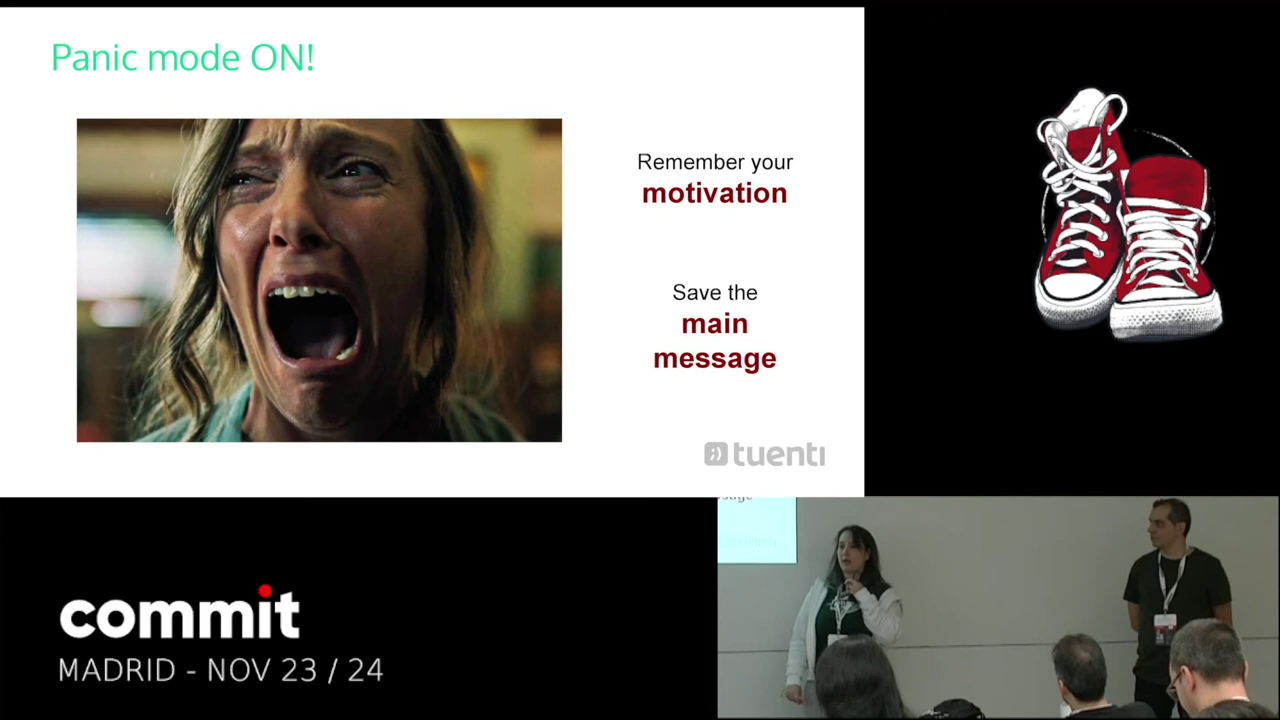 Panic mode ON!
Remember your
motivation
Save the
main
message
tuenti
commit
MADRID - NOV 23 / 24